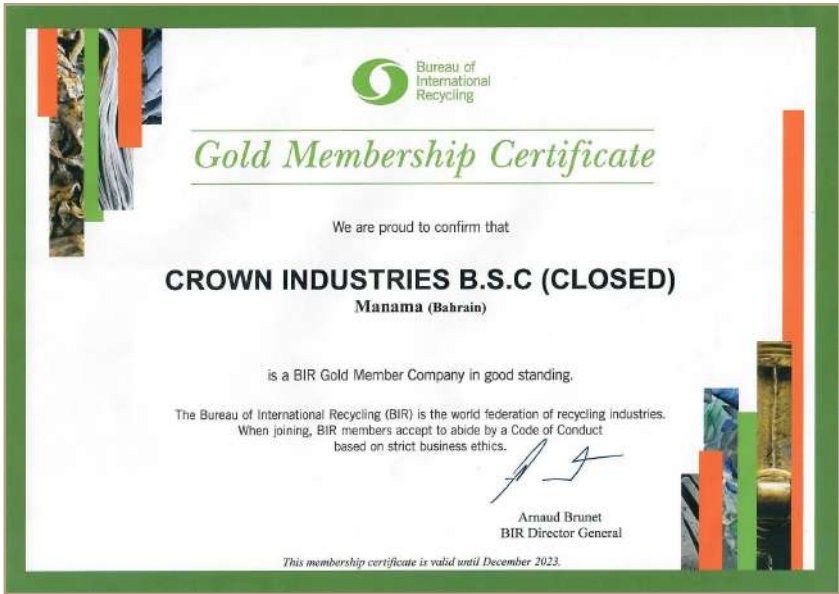 Bureau of
International
Recycling
Gold Membership Certificate
We are proud to confirm that
CROWN INDUSTRIES B.S.C (CLOSED)
Manama (Bahrain)
is a BIR Gold Member Company in good standing.
The Bureau of International Recycling (BIR) is the world federation of recycling industries.
When joining, BIR members accept to abide by a Code of Conduct
based on strict business ethics.
Arnaud Brunet
BIR Director General
This membership certificate is valid until December 2023.